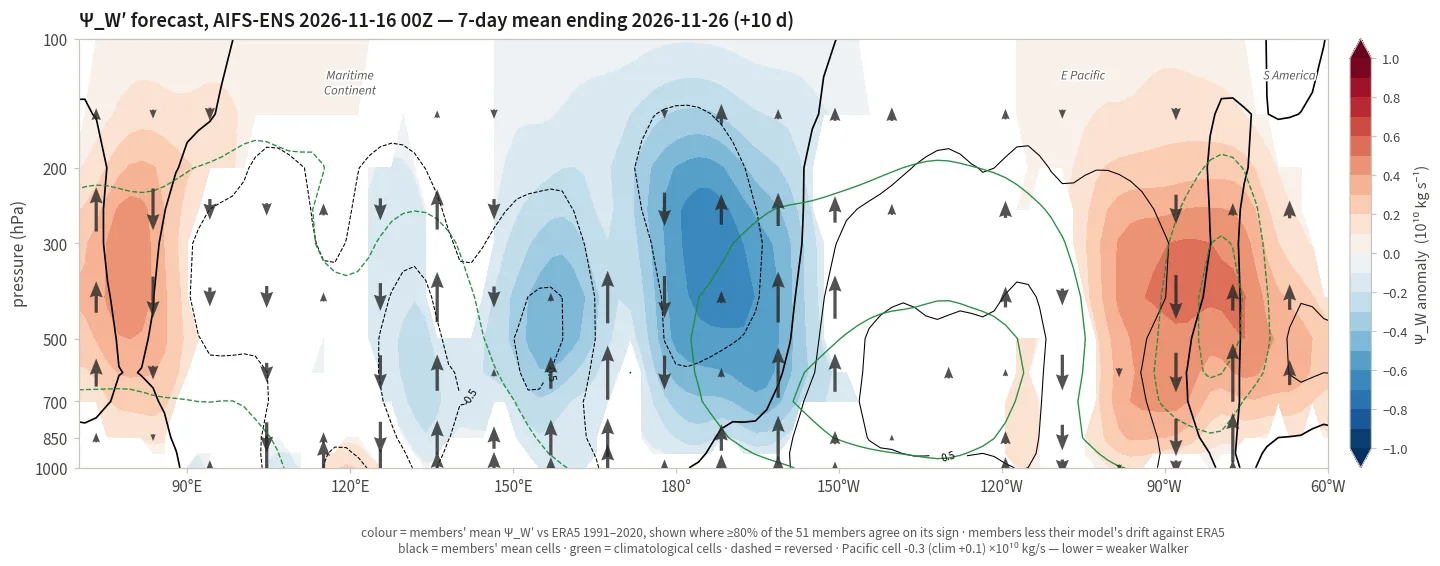 Ψ_W′ forecast, AIFS-ENS 2026-11-16 00Z — 7-day mean ending 2026-11-26 (+10 d)
Maritime
Continent
E Pacific
S America
100
200
300
400
500
700
850
1000
pressure (hPa)
-0.5
0.5
90°E
120°E
150°E
180°
150°W
120°W
90°W
60°W
1.0
0.8
0.6
0.4
0.2
0.0
−0.2
−0.4
−0.6
−0.8
−1.0
Ψ_W anomaly (10¹⁰ kg s⁻¹)
colour = members' mean Ψ_W′ vs ERA5 1991–2020, shown where ≥80% of the 51 members agree on its sign · members less their model's drift against ERA5
black = members' mean cells · green = climatological cells · dashed = reversed · Pacific cell -0.3 (clim +0.1) ×10¹⁰ kg/s — lower = weaker Walker